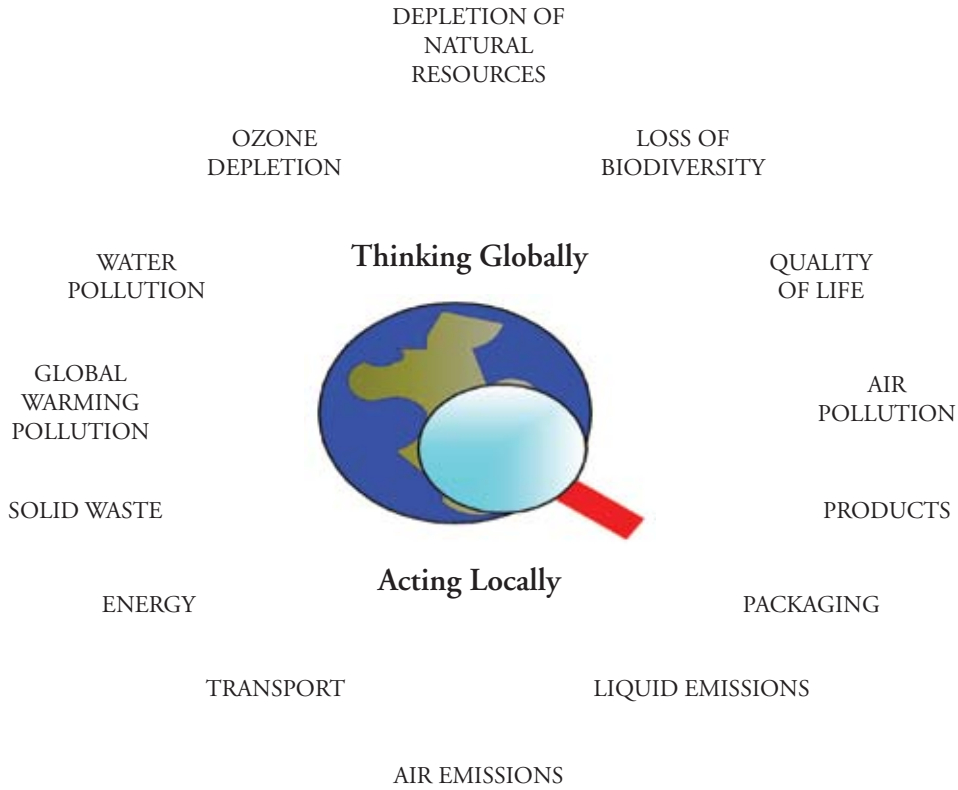 DEPLETION OF
NATURAL
RESOURCES
OZONE
DEPLETION
LOSS OF
BIODIVERSITY
Thinking Globally
WATER
POLLUTION
QUALITY
OF LIFE
GLOBAL
WARMING
POLLUTION
AIR
POLLUTION
SOLID WASTE
PRODUCTS
Acting Locally
ENERGY
PACKAGING
TRANSPORT
LIQUID EMISSIONS
AIR EMISSIONS